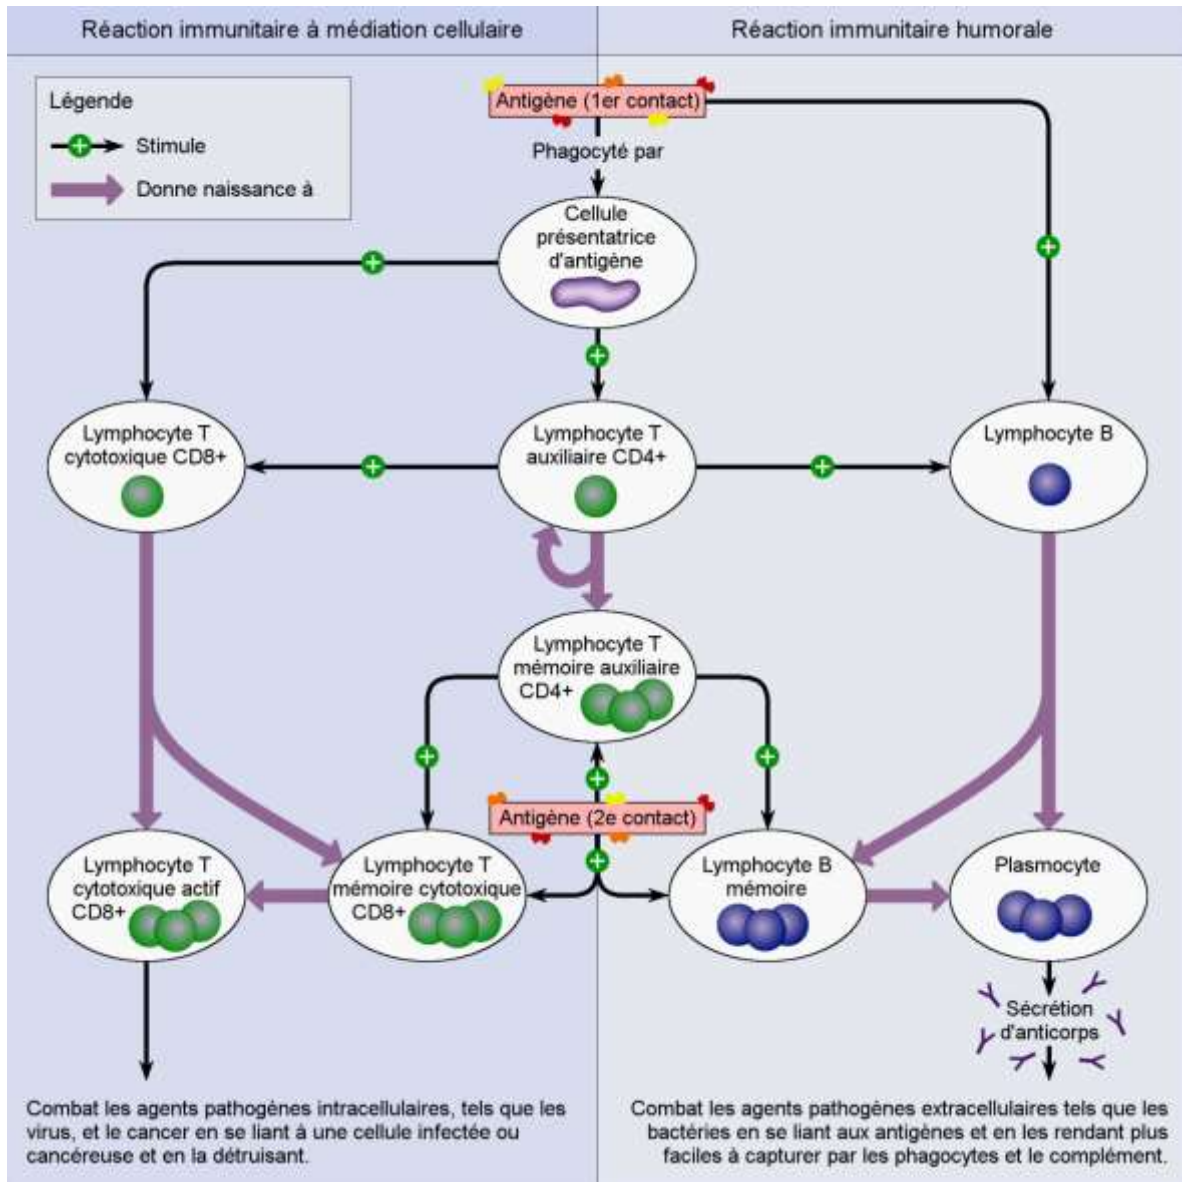 Réaction immunitaire à médiation cellulaire
Réaction immunitaire humorale
Légende
Stimule
Donne naissance à
Antigène (1er contact)
Phagocyté par
Cellule
présentatrice
d'antigène
Lymphocyte T
cytotoxique CD8+
Lymphocyte T
auxiliaire CD4+
Lymphocyte B
Lymphocyte T
mémoire auxiliaire
CD4+
Antigène (2e contact)
Lymphocyte T
cytotoxique actif
CD8+
Lymphocyte T
mémoire cytotoxique
CD8+
Lymphocyte B
mémoire
Plasmocyte
Sécrétion
d'anticorps
Combat les agents pathogènes intracellulaires, tels que les
virus, et le cancer en se liant à une cellule infectée ou
cancéreuse et en la détruisant.
Combat les agents pathogènes extracellulaires tels que les
bactéries en se liant aux antigènes et en les rendant plus
faciles à capturer par les phagocytes et le complément.